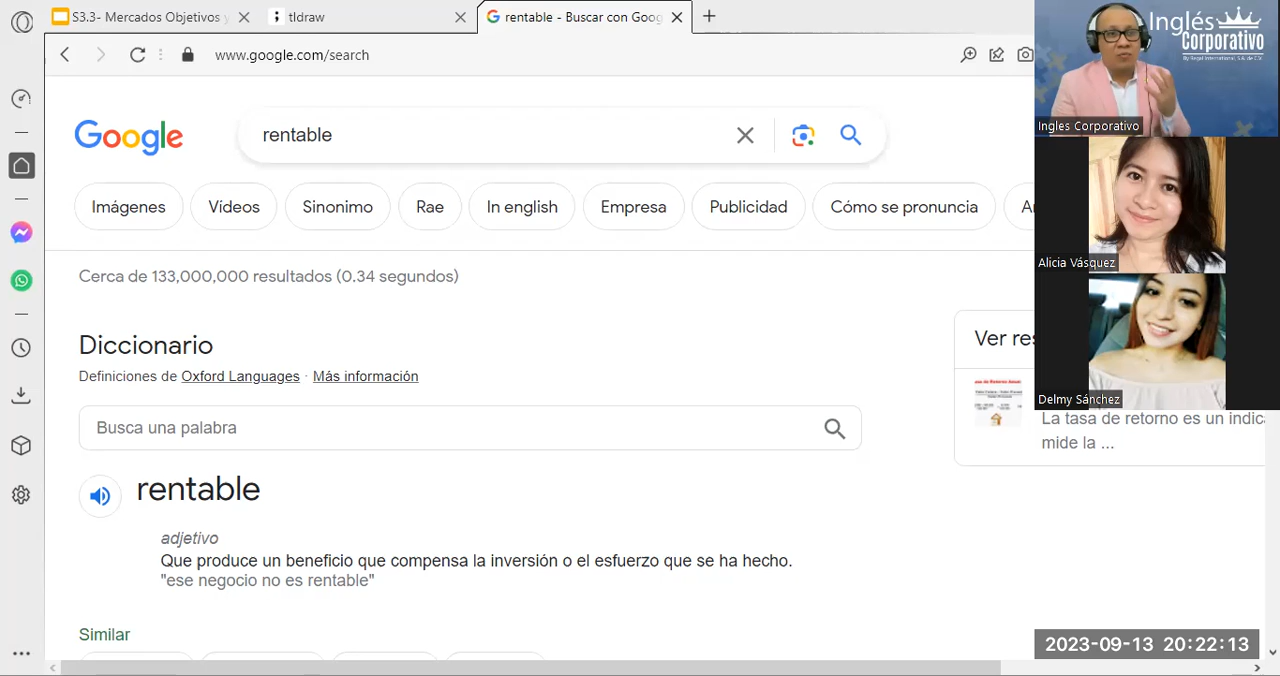 S3.3- Mercados Objetivos y
tldraw
rentable - Buscar con Goog
www.google.com/search
Google
rentable
Imágenes
Videos
Sinonimo
Rae
In english
Empresa
Publicidad
Cómo se pronuncia
Cerca de 133,000,000 resultados (0.34 segundos)
Diccionario
Definiciones de Oxford Languages · Más información
Busca una palabra
rentable
adjetivo
Que produce un beneficio que compensa la inversión o el esfuerzo que se ha hecho.
"ese negocio no es rentable"
Similar
Ver res
La tasa de retorno es un indica
mide la ...
Inglés
Corporativo
Ingles Corporativo
Alicia Vásquez
Delmy Sánchez
2023-09-13 20:22:13